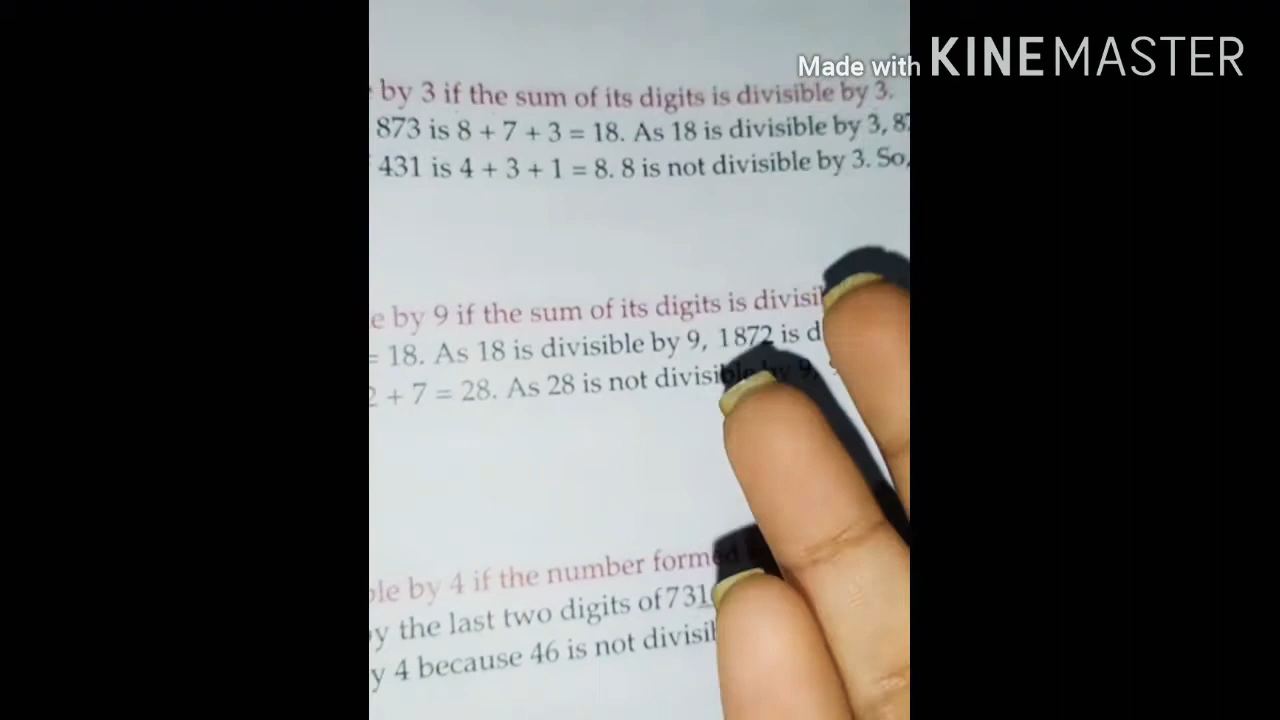 Made with KINEMASTER
by 3 if the sum of its digits is divisible by 3.
873 is 8 + 7 + 3 = 18. As 18 is divisible by 3,
431 is 4 + 3 + 1 = 8. 8 is not divisible by 3. So,
by 9 if the sum of its digits is
= 18. As 18 is divisible by 9, 1872 is
+ 7 = 28. As 28 is not divisible by 9,
by 4 if the number
the last two digits of 731
4 because 46 is not